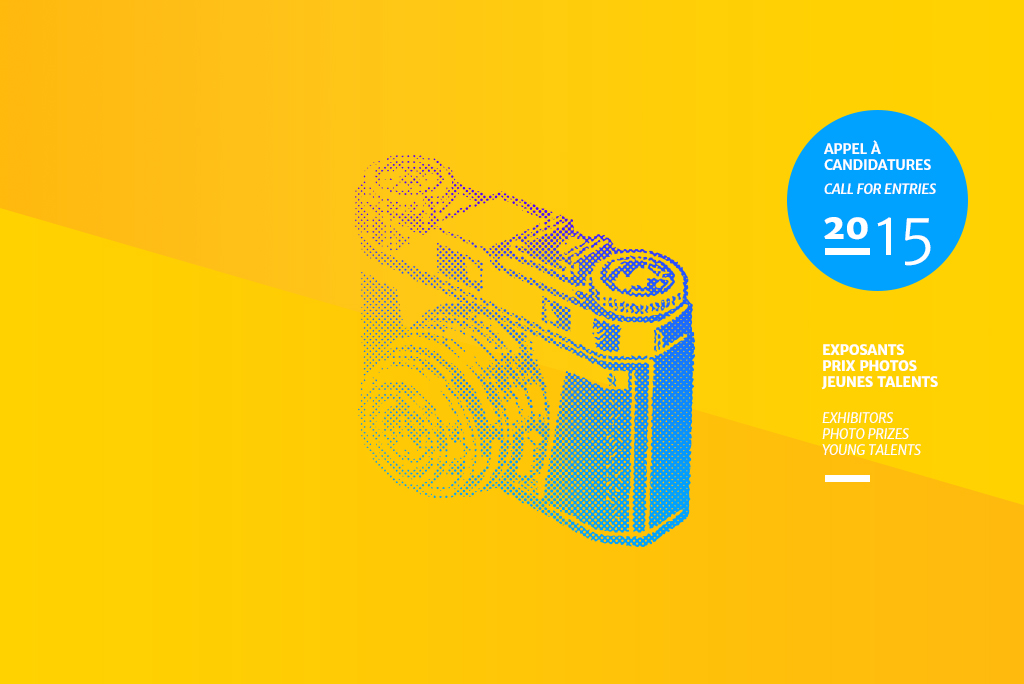 APPEL À
CANDIDATURES
CALL FOR ENTRIES
2015
EXPOSANTS
PRIX PHOTOS
JEUNES TALENTS
EXHIBITORS
PHOTO PRIZES
YOUNG TALENTS